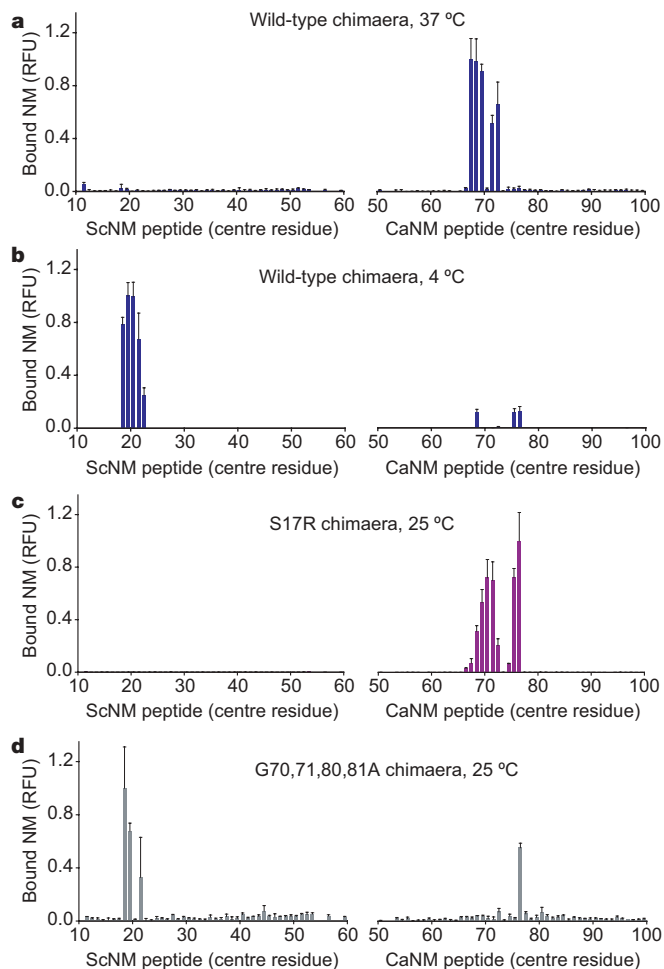 a
Wild-type chimaera, 37 ºC
Bound NM (RFU)
1.2
0.8
0.4
0.0
10 20 30 40 50 60
50 60 70 80 90 100
ScNM peptide (centre residue)
CaNM peptide (centre residue)
b
Wild-type chimaera, 4 ºC
Bound NM (RFU)
1.2
0.8
0.4
0.0
10 20 30 40 50 60
50 60 70 80 90 100
ScNM peptide (centre residue)
CaNM peptide (centre residue)
c
S17R chimaera, 25 ºC
Bound NM (RFU)
1.2
0.8
0.4
0.0
10 20 30 40 50 60
50 60 70 80 90 100
ScNM peptide (centre residue)
CaNM peptide (centre residue)
d
G70,71,80,81A chimaera, 25 ºC
Bound NM (RFU)
1.2
0.8
0.4
0.0
10 20 30 40 50 60
50 60 70 80 90 100
ScNM peptide (centre residue)
CaNM peptide (centre residue)